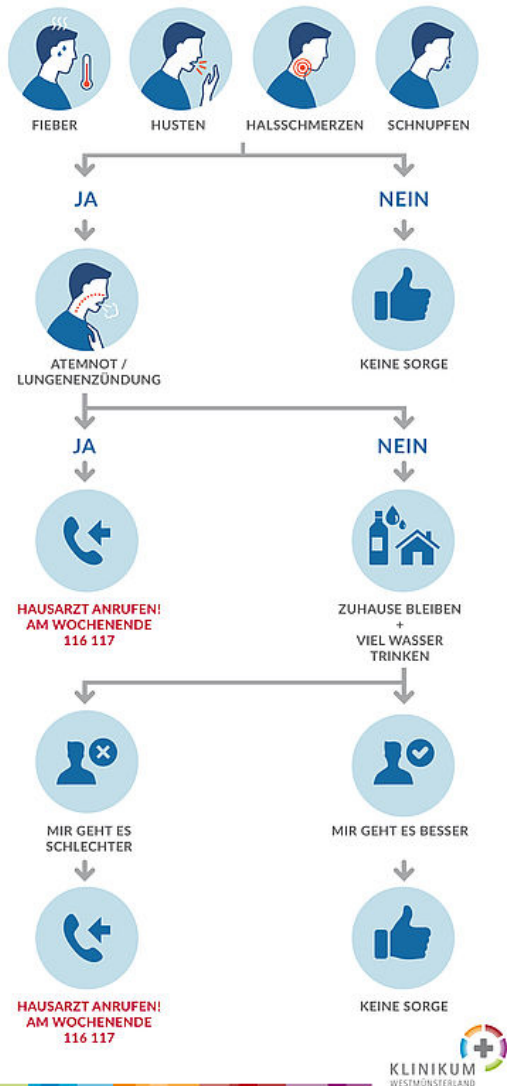 FIEBER
HUSTEN
HALSSCHMERZEN
SCHNUPFEN
JA
NEIN
ATEMNOT /
LUNGENENZÜNDUNG
KEINE SORGE
JA
NEIN
HAUSARZT ANRUFEN!
AM WOCHENENDE
116 117
ZUHAUSE BLEIBEN
+
VIEL WASSER
TRINKEN
MIR GEHT ES
SCHLECHTER
MIR GEHT ES BESSER
HAUSARZT ANRUFEN!
AM WOCHENENDE
116 117
KEINE SORGE
KLINIKUM
WESTMÜNSTERLAND